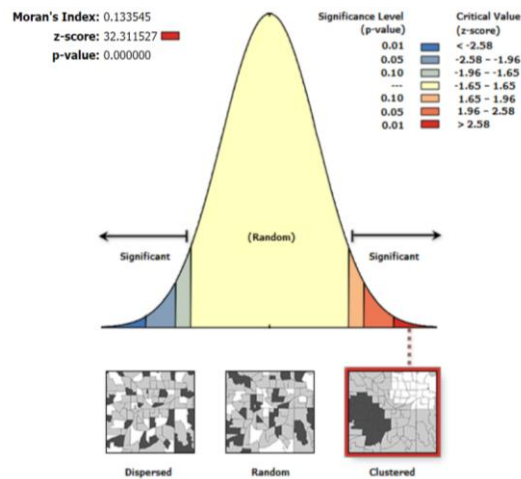 Moran's Index: 0.133545
z-score: 32.311527
p-value: 0.000000
Significance Level
(p-value)
Critical Value
(z-score)
0.01 < -2.58
0.05 -2.58 – -1.96
0.10 -1.96 – -1.65
--- -1.65 – 1.65
0.10 1.65 – 1.96
0.05 1.96 – 2.58
0.01 > 2.58
Significant
(Random)
Significant
Dispersed
Random
Clustered